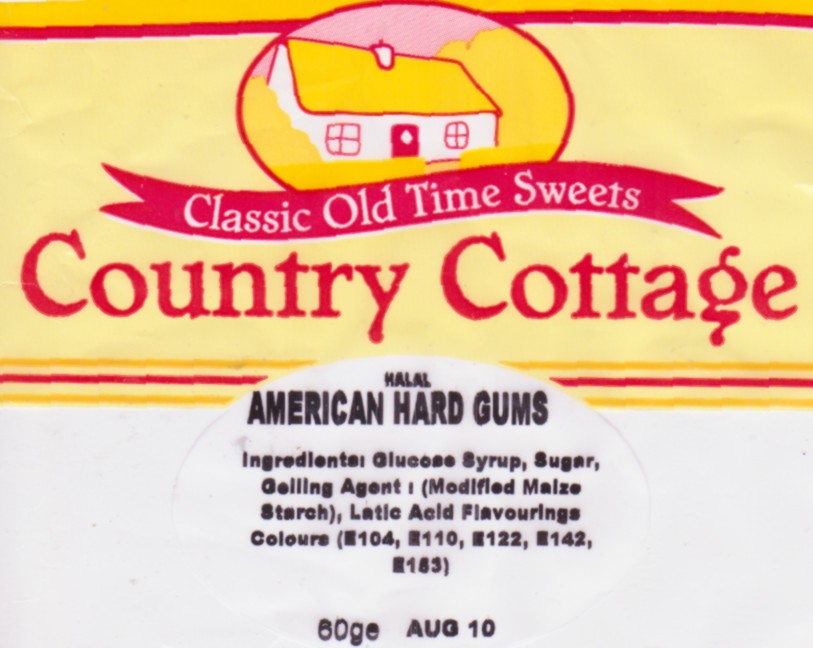 Classic Old Time Sweets
Country Cottage
HALAL
AMERICAN HARD GUMS
Ingredients: Glucose Syrup, Sugar,
Gelling Agent : (Modified Maize
Starch), Latic Acid Flavourings
Colours (E104, E110, E122, E142,
E153)
60ge AUG 10